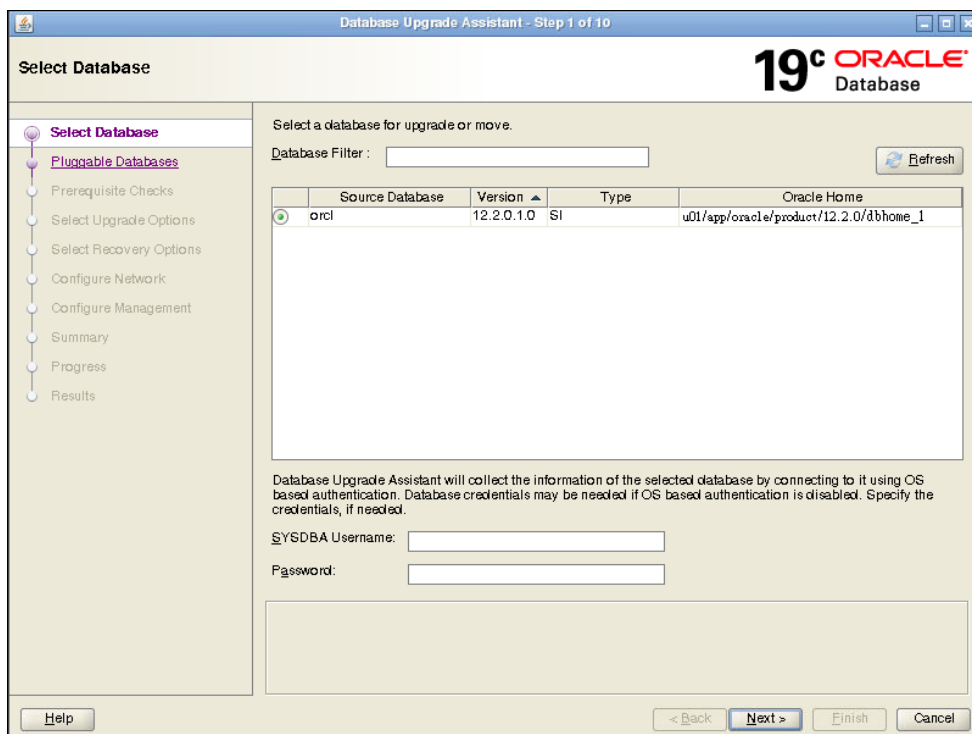 Database Upgrade Assistant - Step 1 of 10
Select Database
19c ORACLE
Database
Select Database
Pluggable Databases
Prerequisite Checks
Select Upgrade Options
Select Recovery Options
Configure Network
Configure Management
Summary
Progress
Results
Select a database for upgrade or move.
Database Filter :
Refresh
Source Database Version Type Oracle Home
orcl 12.2.0.1.0 SI u01/app/oracle/product/12.2.0/dbhome_1
Database Upgrade Assistant will collect the information of the selected database by connecting to it using OS
based authentication. Database credentials may be needed if OS based authentication is disabled. Specify the
credentials, if needed.
SYSDBA Username:
Password:
Help < Back Next > Finish Cancel